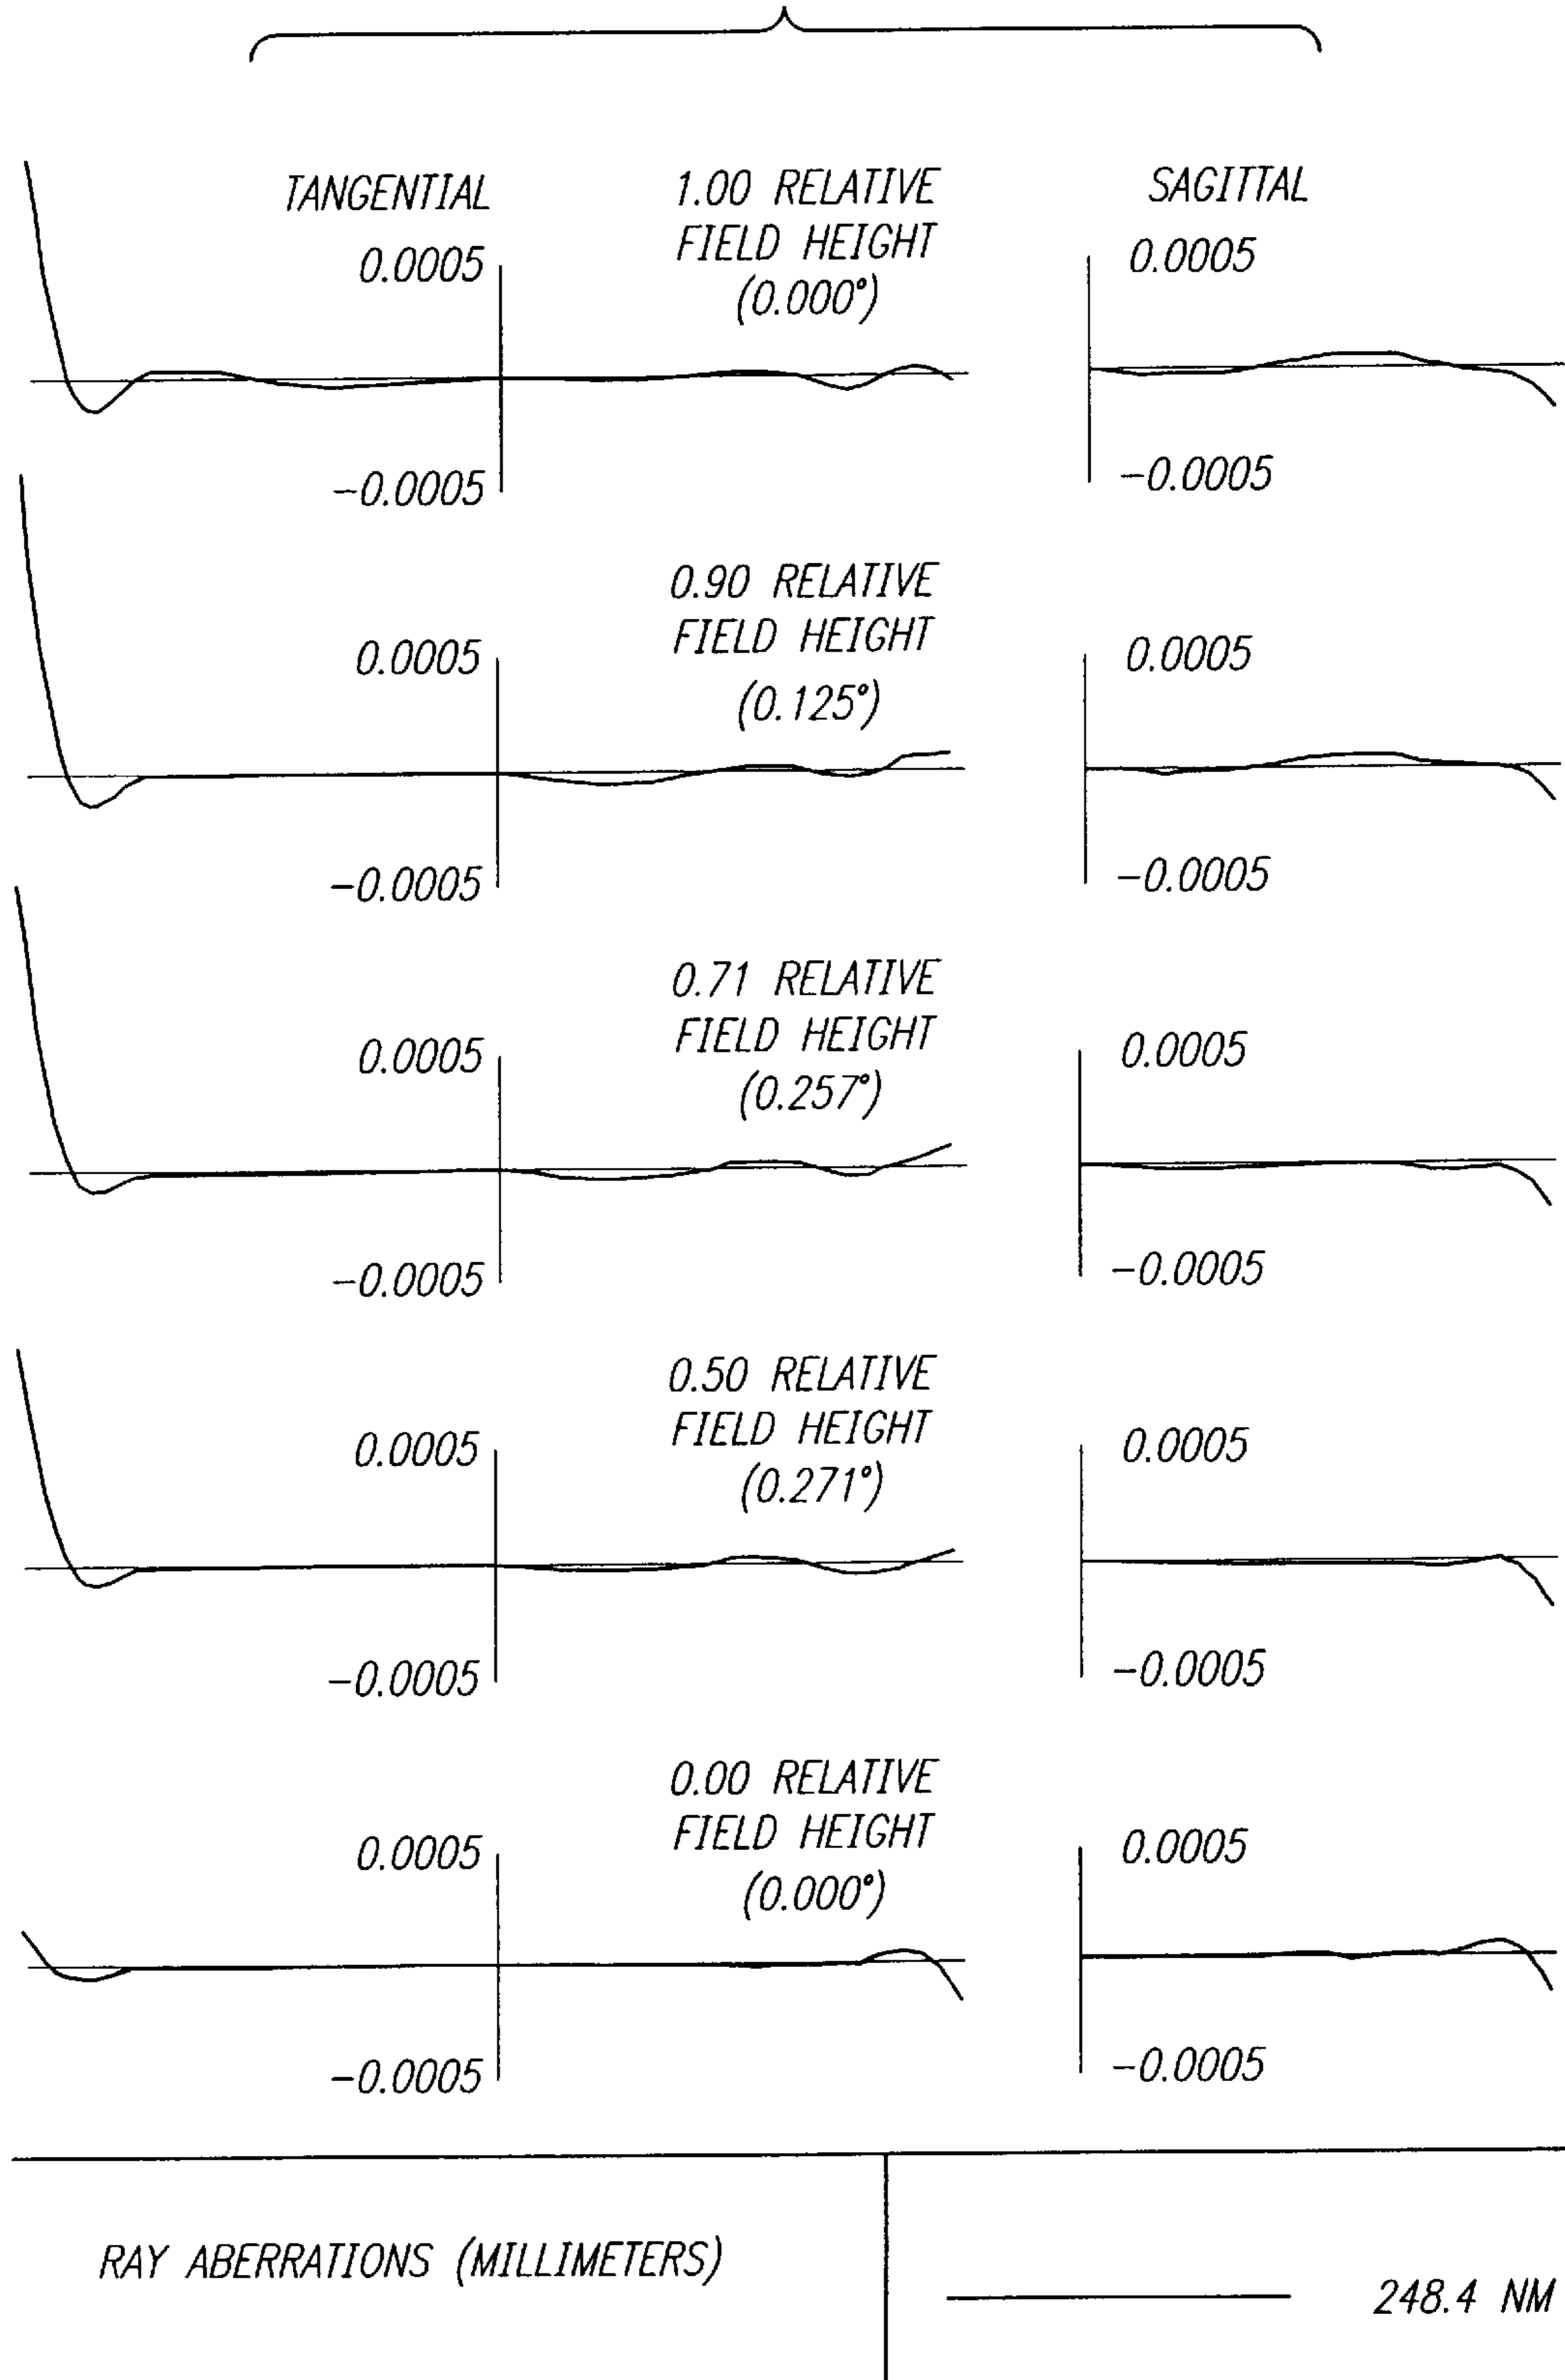 TANGENTIAL
1.00 RELATIVE
FIELD HEIGHT
(0.000°)
SAGITTAL
0.0005
0.0005
-0.0005
-0.0005
0.90 RELATIVE
FIELD HEIGHT
(0.125°)
0.0005
0.0005
-0.0005
-0.0005
0.71 RELATIVE
FIELD HEIGHT
(0.257°)
0.0005
0.0005
-0.0005
-0.0005
0.50 RELATIVE
FIELD HEIGHT
(0.271°)
0.0005
0.0005
-0.0005
-0.0005
0.00 RELATIVE
FIELD HEIGHT
(0.000°)
0.0005
0.0005
-0.0005
-0.0005
RAY ABERRATIONS (MILLIMETERS)
248.4 NM